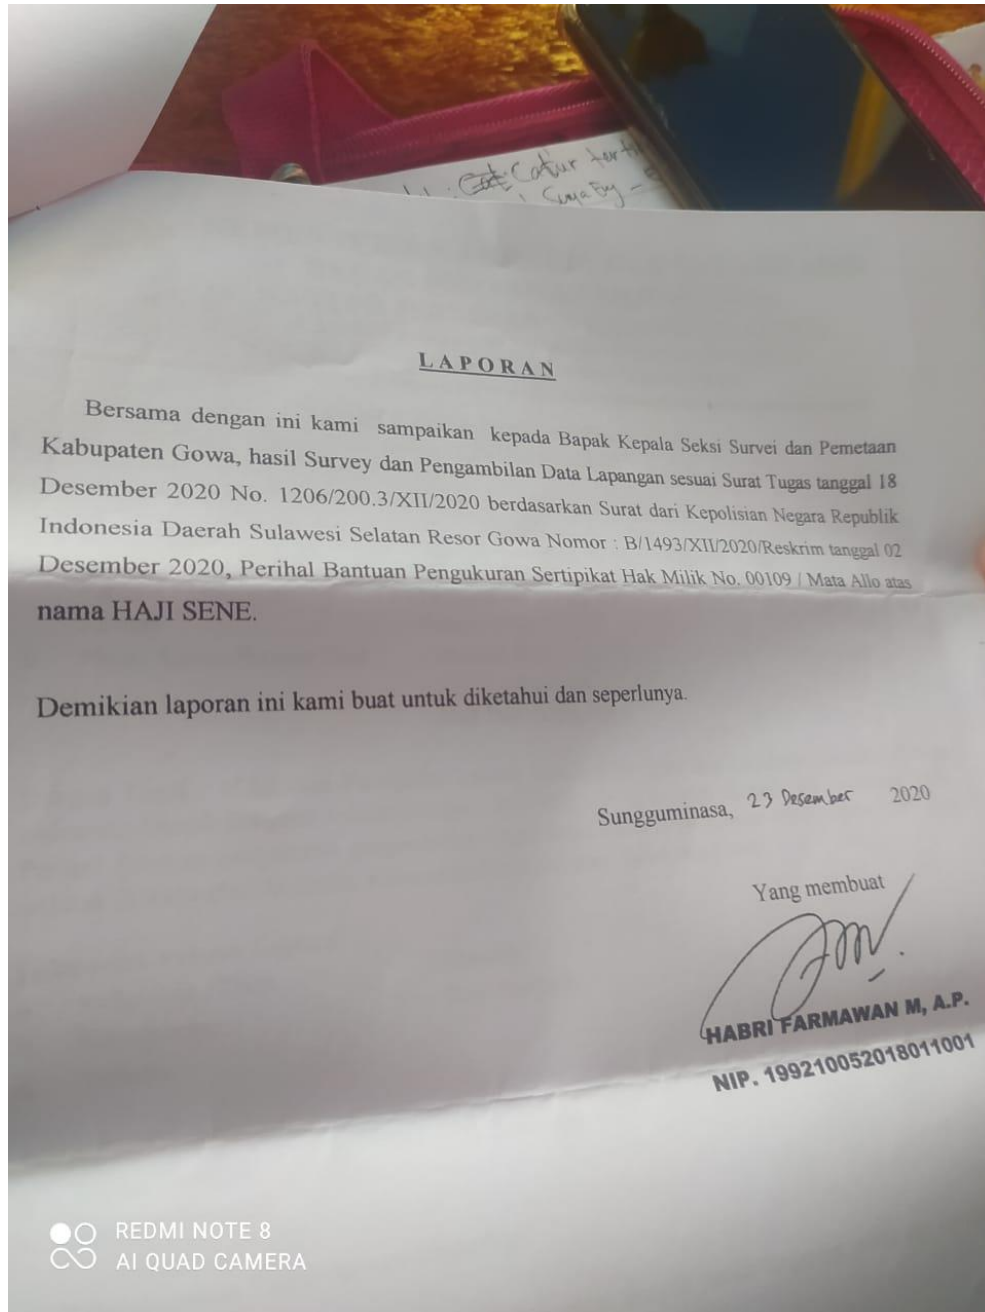 Catur
LAPORAN
Bersama dengan ini kami sampaikan kepada Bapak Kepala Seksi Survei dan Pemetaan
Kabupaten Gowa, hasil Survey dan Pengambilan Data Lapangan sesuai Surat Tugas tanggal 18
Desember 2020 No. 1206/200.3/XII/2020 berdasarkan Surat dari Kepolisian Negara Republik
Indonesia Daerah Sulawesi Selatan Resor Gowa Nomor : B/1493/XII/2020/Reskrim tanggal 02
Desember 2020, Perihal Bantuan Pengukuran Sertipikat Hak Milik No. 00109 / Mata Allo atas
nama HAJI SENE.
Demikian laporan ini kami buat untuk diketahui dan seperlunya.
Sungguminasa, 23 Desember 2020
Yang membuat
HABRI FARMAWAN M, A.P.
NIP. 199210052018011001
REDMI NOTE 8
AI QUAD CAMERA